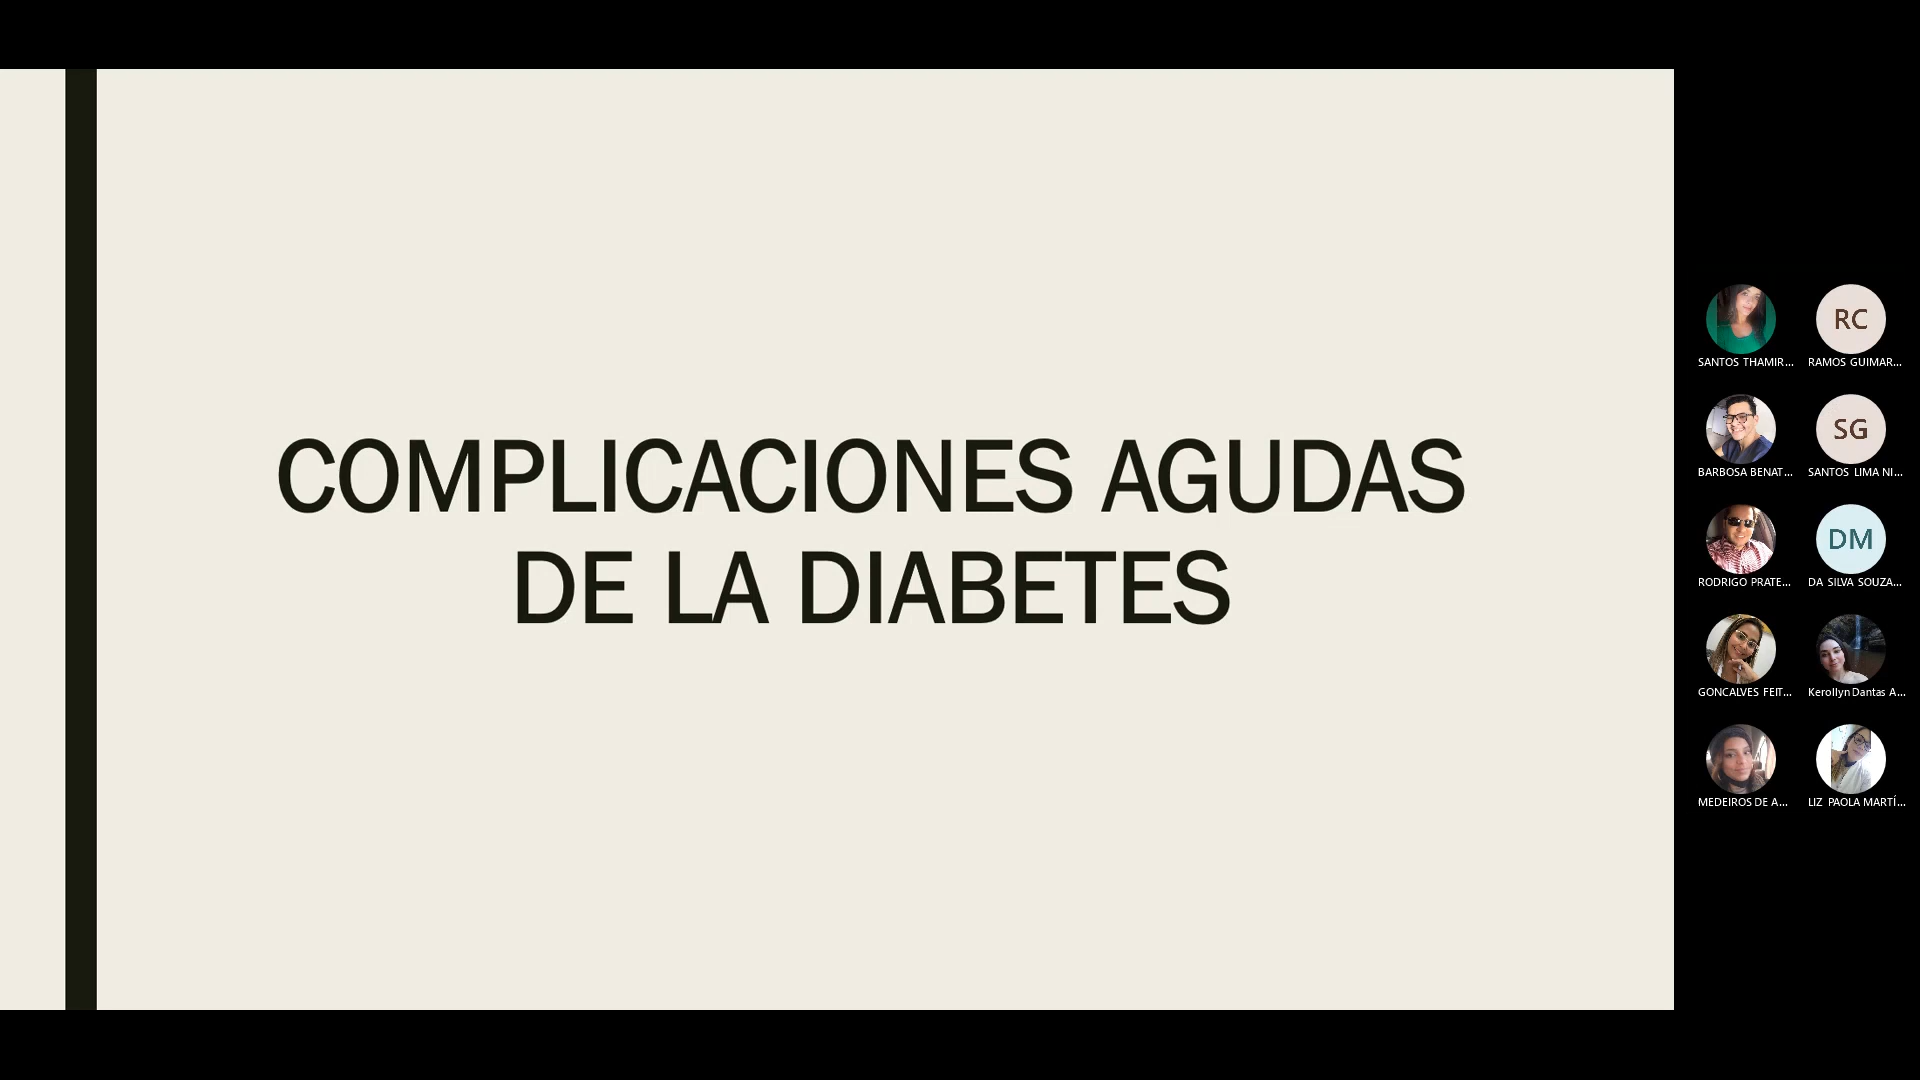 COMPLICACIONES AGUDAS
DE LA DIABETES
RC
SANTOS THAMIR...
RAMOS GUIMAR...
SG
BARBOSA BENAT...
SANTOS LIMA NI...
DM
RODRIGO PRATE...
DA SILVA SOUZA...
GONCALVES FEIT...
Kerollyn Dantas A...
MEDEIROS DE A...
LIZ PAOLA MARTÍ...